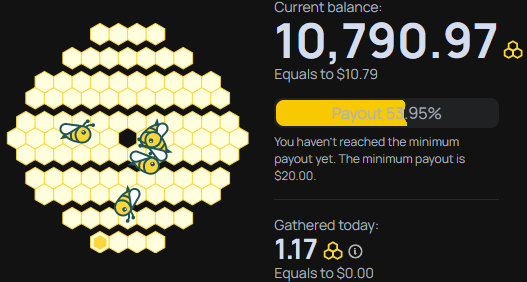 Current balance:
10,790.97
Equals to $10.79
Payout 53.95%
You haven't reached the minimum
payout yet. The minimum payout is
$20.00.
Gathered today:
1.17
Equals to $0.00